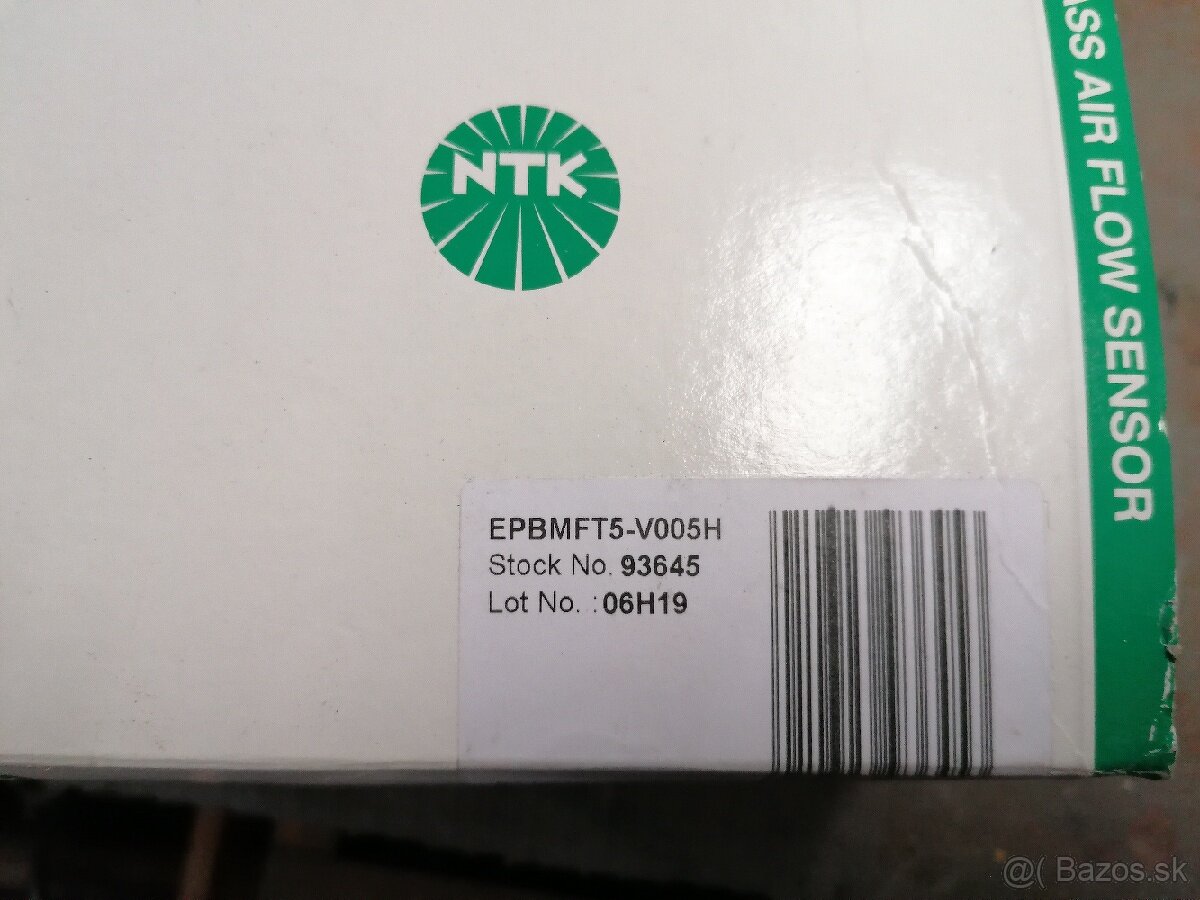 NTK
ASS AIR FLOW SENSOR
EPBMFT5-V005H
Stock No. 93645
Lot No. : 06H19
@( Bazos.sk